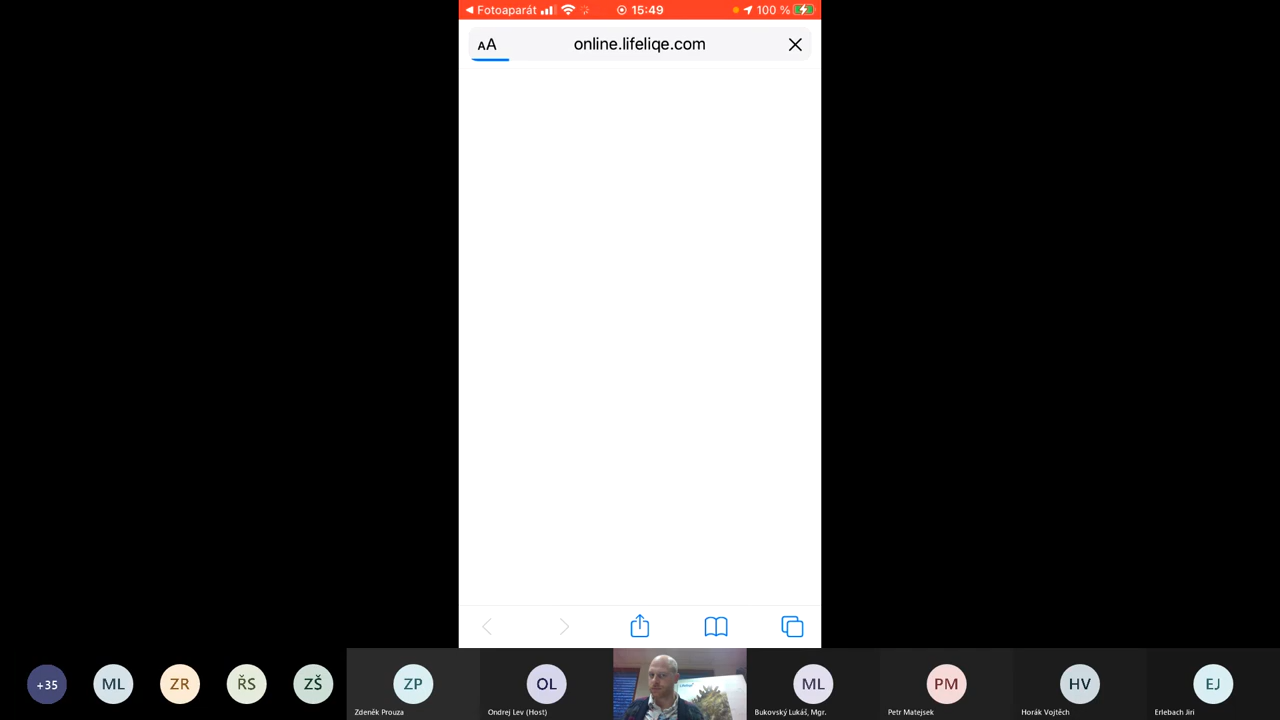 Fotoaparát 15:49 100 %
AA online.lifeliqe.com
+35 ML ZR ŘS ZŠ ZP OL ML PM HV EJ
Zdeněk Prouza Ondrej Lev (Host) Bukovský Lukáš, Mgr. Petr Matejsek Horák Vojtěch Erlebach Jiri